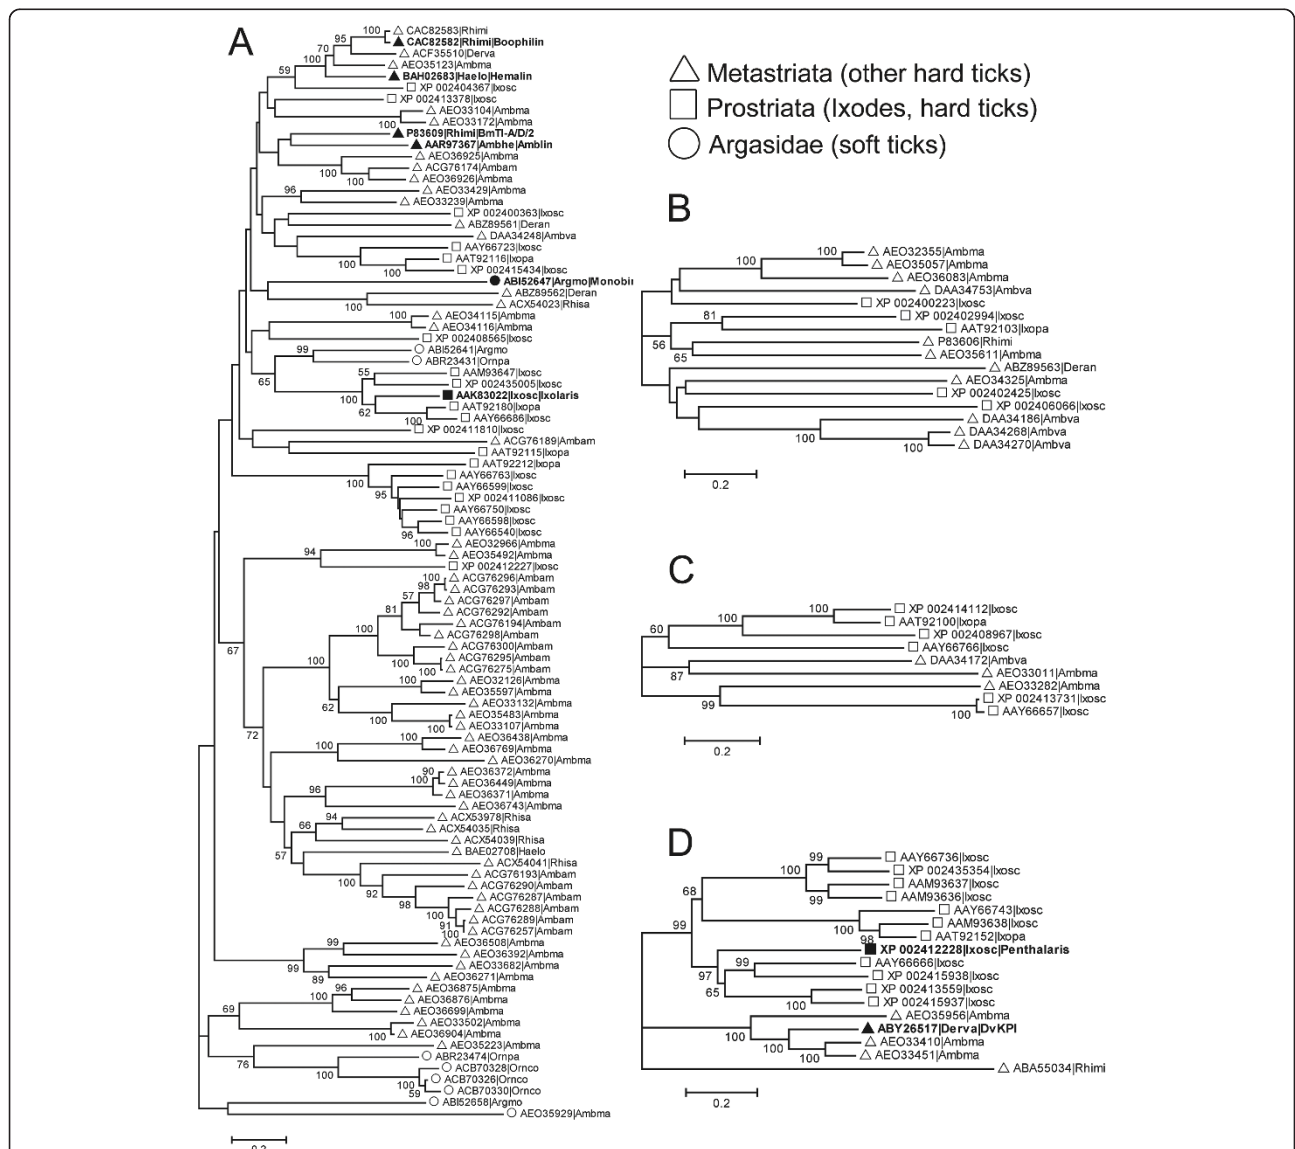 A
100
CAC82583|Rhimi
95
CAC82582|Rhimi|Boophilin
70
ACF35510|Derva
100
AEO35123|Ambma
59
BAH02683|Haelo|Hemalin
XP 002404367|Ixosc
XP 002413378|Ixosc
AEO33104|Ambma
100
AEO33172|Ambma
P83609|Rhimi|BmTI-A/D/2
AAR97367|Ambhe|Amblin
AEO36925|Ambma
100
ACG76174|Ambam
100
AEO36926|Ambma
96
AEO33429|Ambma
AEO33239|Ambma
XP 002400363|Ixosc
ABZ89561|Deran
DAA34248|Ambva
AAY66723|Ixosc
100
AAT92116|Ixopa
100
XP 002415434|Ixosc
ABI52647|Argmo|Monobin
ABZ89562|Deran
100
ACX54023|Rhisa
100
AEO34115|Ambma
AEO34116|Ambma
XP 002408565|Ixosc
99
ABI52641|Argmo
ABR23431|Ornpa
65
55
AAM93647|Ixosc
XP 002435005|Ixosc
100
AAK83022|Ixosc|Ixolaris
62
AAT92180|Ixopa
100
AAY66686|Ixosc
XP 002411810|Ixosc
ACG76189|Ambam
AAT92115|Ixopa
AAT92212|Ixopa
100
AAY66763|Ixosc
95
AAY66599|Ixosc
XP 002411086|Ixosc
AAY66750|Ixosc
AAY66598|Ixosc
96
AAY66540|Ixosc
94
100
AEO32966|Ambma
AEO35492|Ambma
XP 002412227|Ixosc
67
100
ACG76296|Ambam
98
ACG76293|Ambam
57
ACG76297|Ambam
81
ACG76292|Ambam
ACG76194|Ambam
100
ACG76298|Ambam
ACG76300|Ambam
100
ACG76295|Ambam
100
ACG76275|Ambam
100
100
AEO32126|Ambma
AEO35597|Ambma
62
AEO33132|Ambma
100
AEO35483|Ambma
100
AEO33107|Ambma
72
100
100
AEO36438|Ambma
AEO36769|Ambma
AEO36270|Ambma
90
AEO36372|Ambma
100
AEO36449|Ambma
96
AEO36371|Ambma
AEO36743|Ambma
94
ACX53978|Rhisa
66
ACX54035|Rhisa
ACX54039|Rhisa
57
BAE02708|Haelo
ACX54041|Rhisa
100
ACG76193|Ambam
92
ACG76290|Ambam
98
ACG76287|Ambam
100
ACG76288|Ambam
91
ACG76289|Ambam
100
ACG76257|Ambam
99
AEO36508|Ambma
99
AEO36392|Ambma
AEO33682|Ambma
89
AEO36271|Ambma
96
AEO36875|Ambma
100
AEO36876|Ambma
69
AEO36699|Ambma
AEO33502|Ambma
100
AEO36904|Ambma
AEO35223|Ambma
76
ABR23474|Ornpa
100
ACB70328|Ornco
100
ACB70326|Ornco
59
ACB70330|Ornco
ABI52658|Argmo
AEO35929|Ambma
0.2
Metastriata (other hard ticks)
Prostriata (Ixodes, hard ticks)
Argasidae (soft ticks)
B
100
AEO32355|Ambma
100
AEO35057|Ambma
AEO36083|Ambma
DAA34753|Ambva
XP 002400223|Ixosc
81
XP 002402994|Ixosc
AAT92103|Ixopa
56
P83606|Rhimi
65
AEO35611|Ambma
ABZ89563|Deran
AEO34325|Ambma
XP 002402425|Ixosc
XP 002406066|Ixosc
DAA34186|Ambva
100
DAA34268|Ambva
100
DAA34270|Ambva
0.2
C
100
XP 002414112|Ixosc
100
AAT92100|Ixopa
60
XP 002408967|Ixosc
AAY66766|Ixosc
DAA34172|Ambva
87
AEO33011|Ambma
AEO33282|Ambma
99
XP 002413731|Ixosc
100
AAY66657|Ixosc
0.2
D
99
AAY66736|Ixosc
100
XP 002435354|Ixosc
AAM93637|Ixosc
99
AAM93636|Ixosc
68
AAY66743|Ixosc
100
AAM93638|Ixosc
98
AAT92152|Ixopa
99
XP 002412228|Ixosc|Penthalaris
97
99
AAY66666|Ixosc
XP 002415938|Ixosc
65
XP 002413559|Ixosc
100
XP 002415937|Ixosc
AEO35956|Ambma
100
ABY26517|Derva|DvKPI
100
AEO33410|Ambma
100
AEO33451|Ambma
ABA55034|Rhimi
0.2